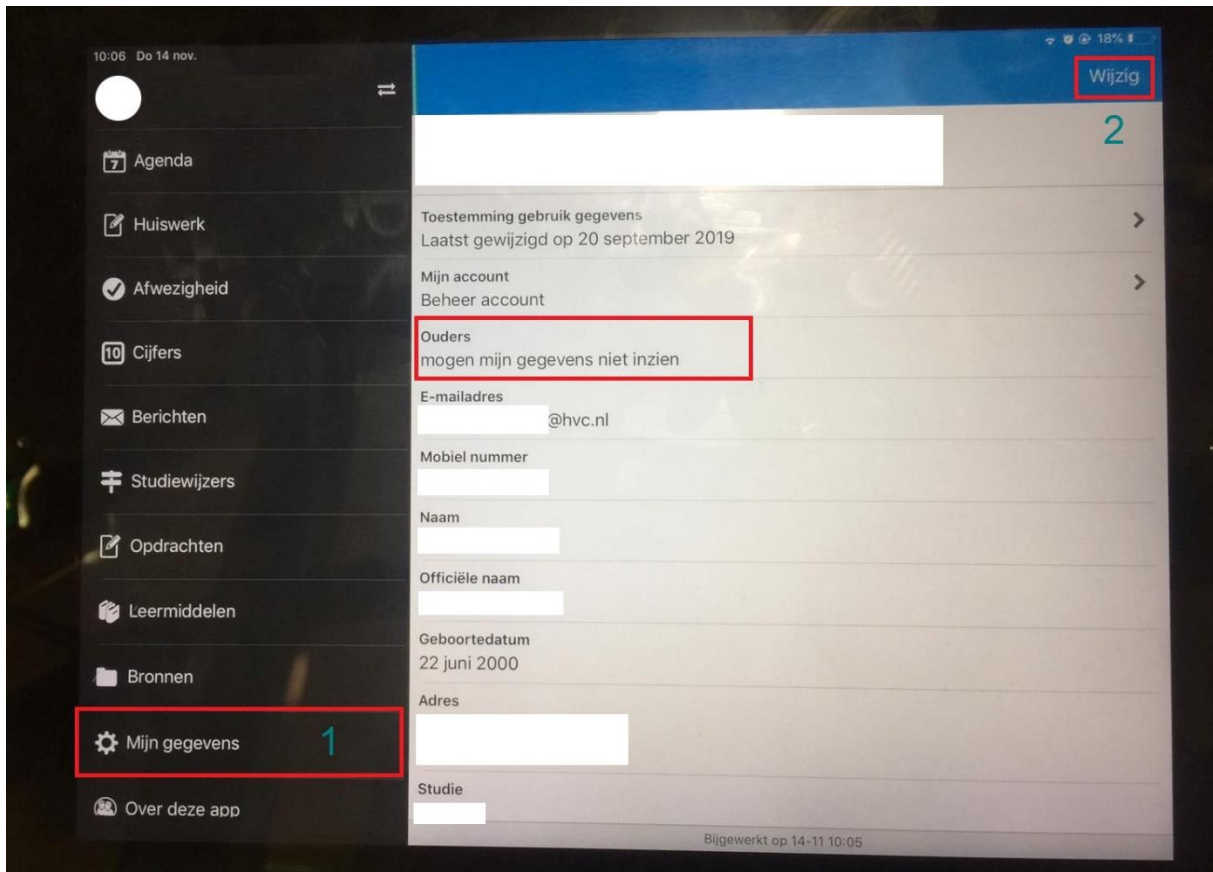 10:06 Do 14 nov.
18%
Wijzig
2
Agenda
Huiswerk
Afwezigheid
10 Cijfers
Berichten
Studiewijzers
Opdrachten
Leermiddelen
Bronnen
Mijn gegevens 1
Over deze app
Toestemming gebruik gegevens
Laatst gewijzigd op 20 september 2019
Mijn account
Beheer account
Ouders
mogen mijn gegevens niet inzien
E-mailadres
@hvc.nl
Mobiel nummer
Naam
Officiële naam
Geboortedatum
22 juni 2000
Adres
Studie
Bijgewerkt op 14-11 10:05